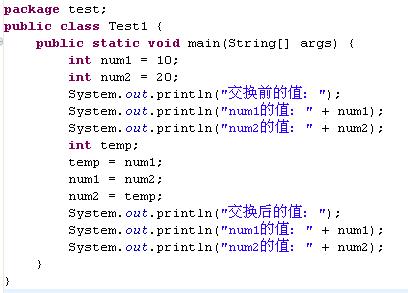 package test;
public class Test1 {
    public static void main(String[] args) {
        int num1 = 10;
        int num2 = 20;
        System.out.println("交换前的值: ");
        System.out.println("num1的值: " + num1);
        System.out.println("num2的值: " + num2);
        int temp;
        temp = num1;
        num1 = num2;
        num2 = temp;
        System.out.println("交换后的值: ");
        System.out.println("num1的值: " + num1);
        System.out.println("num2的值: " + num2);
    }
}